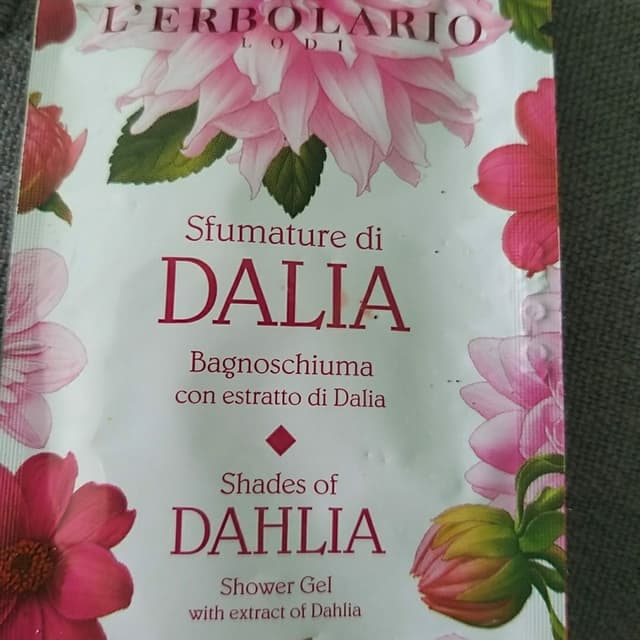 L'ERBOLARIO
LODI
Sfumature di
DALIA
Bagnoschiuma
con estratto di Dalia
Shades of
DAHLIA
Shower Gel
with extract of Dahlia